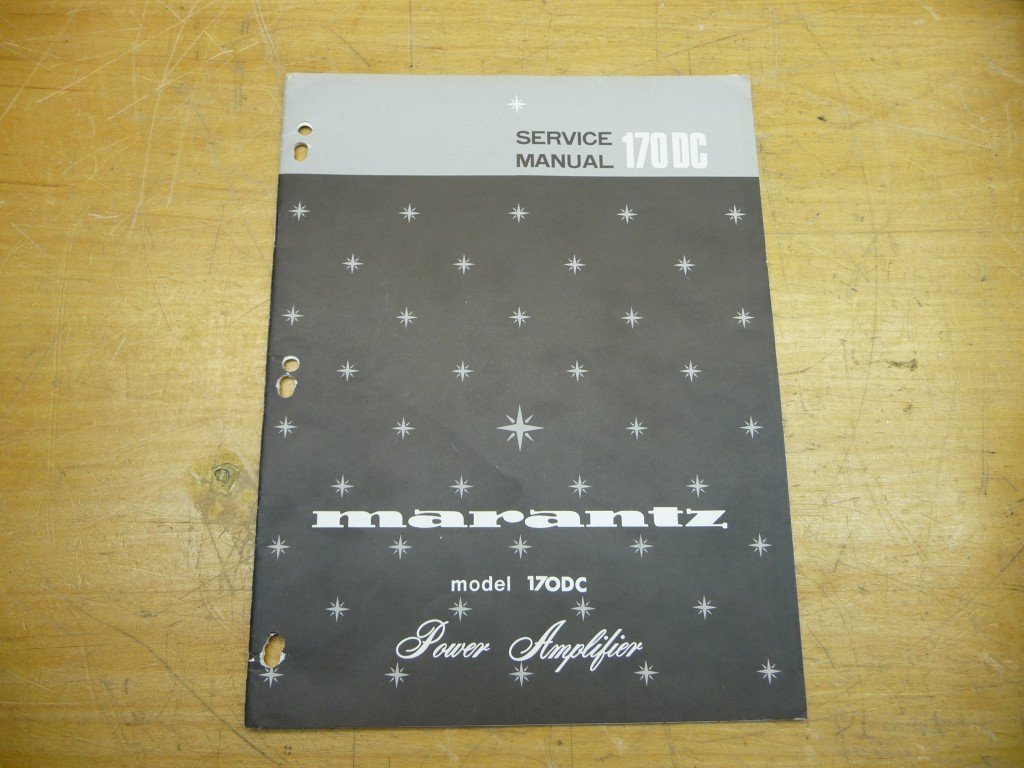 SERVICE MANUAL 170 DC
marantz
model 170DC
Power Amplifier